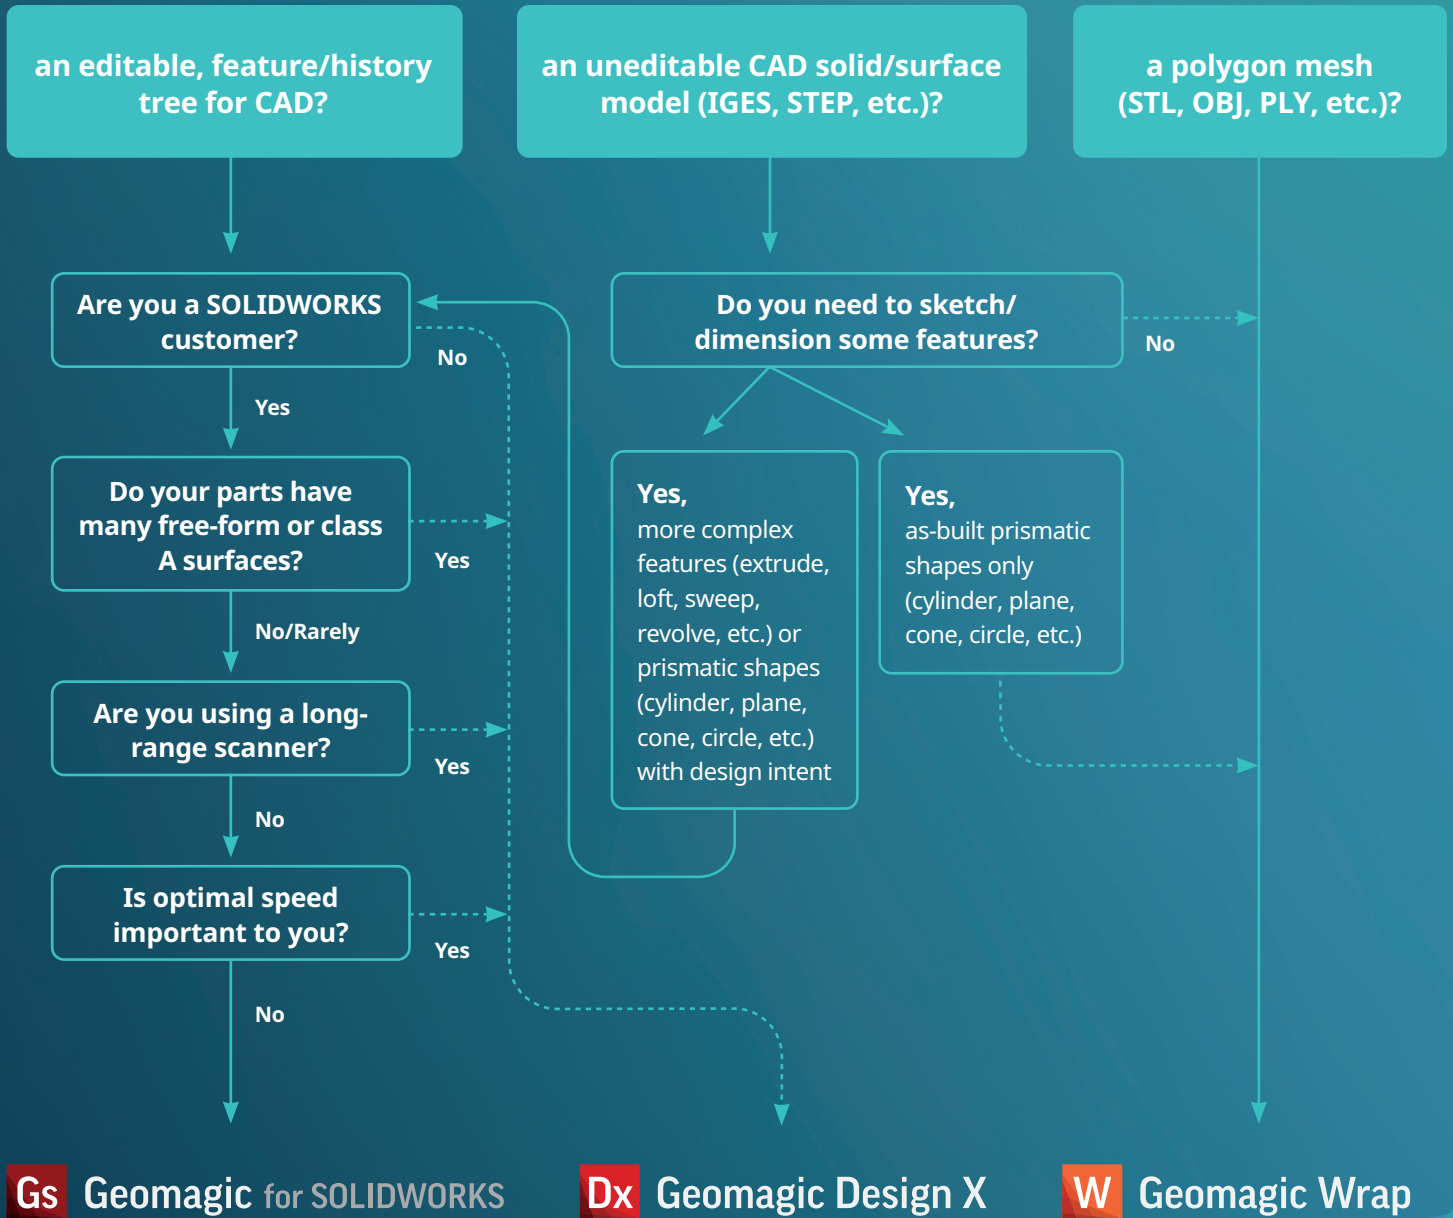 an editable, feature/history
tree for CAD?
an uneditable CAD solid/surface
model (IGES, STEP, etc.)?
a polygon mesh
(STL, OBJ, PLY, etc.)?
Are you a SOLIDWORKS
customer?
No
Yes
Do your parts have
many free-form or class
A surfaces?
Yes
No/Rarely
Are you using a long-
range scanner?
Yes
No
Is optimal speed
important to you?
Yes
No
Do you need to sketch/
dimension some features?
No
Yes,
more complex
features (extrude,
loft, sweep,
revolve, etc.) or
prismatic shapes
(cylinder, plane,
cone, circle, etc.)
with design intent
Yes,
as-built prismatic
shapes only
(cylinder, plane,
cone, circle, etc.)
Gs Geomagic for SOLIDWORKS
Dx Geomagic Design X
W Geomagic Wrap